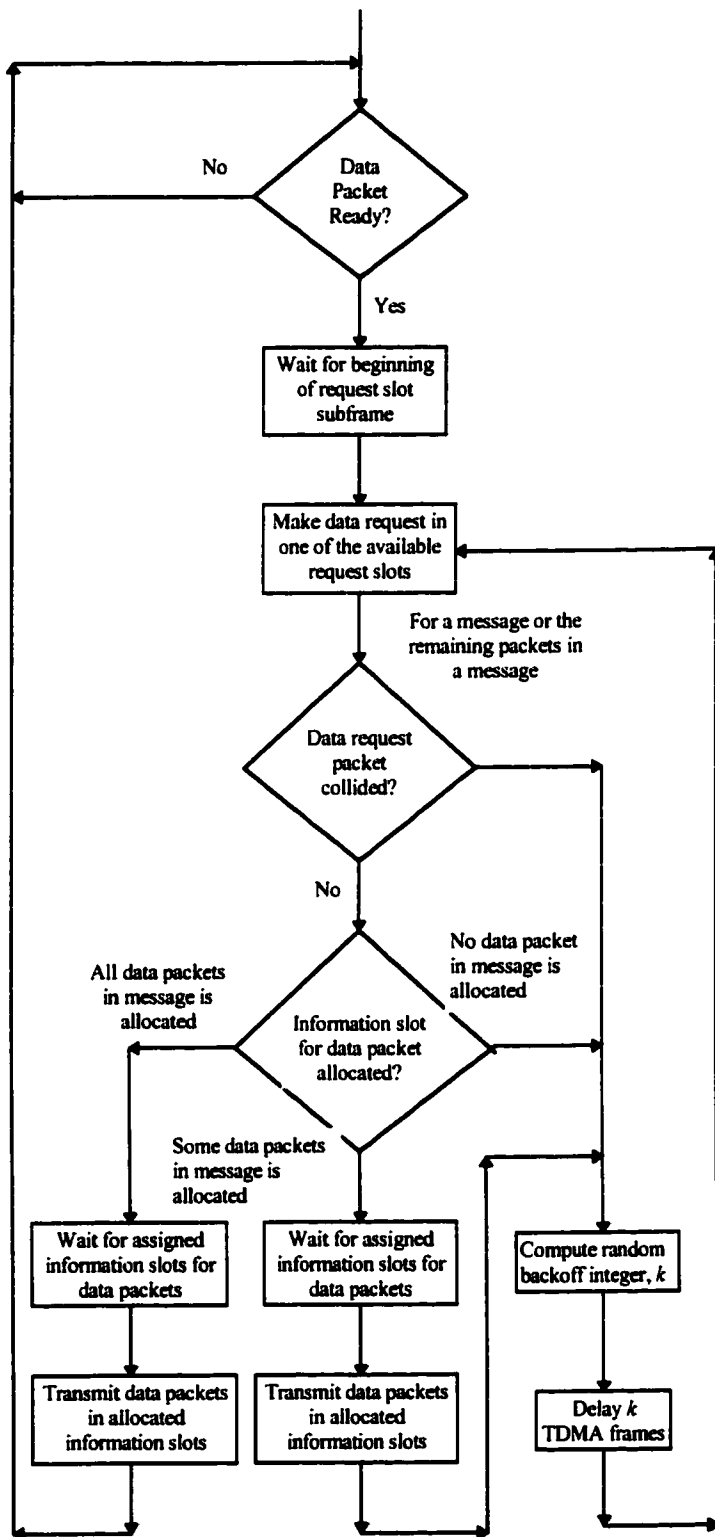 No
Data
Packet
Ready?
Yes
Wait for beginning
of request slot
subframe
Make data request in
one of the available
request slots
For a message or the
remaining packets in
a message
Data request
packet
collided?
No
No data packet
in message is
allocated
All data packets
in message is
allocated
Information slot
for data packet
allocated?
Some data packets
in message is
allocated
Wait for assigned
information slots for
data packets
Wait for assigned
information slots for
data packets
Compute random
backoff integer, k
Transmit data packets
in allocated
information slots
Transmit data packets
in allocated
information slots
Delay k
TDMA frames